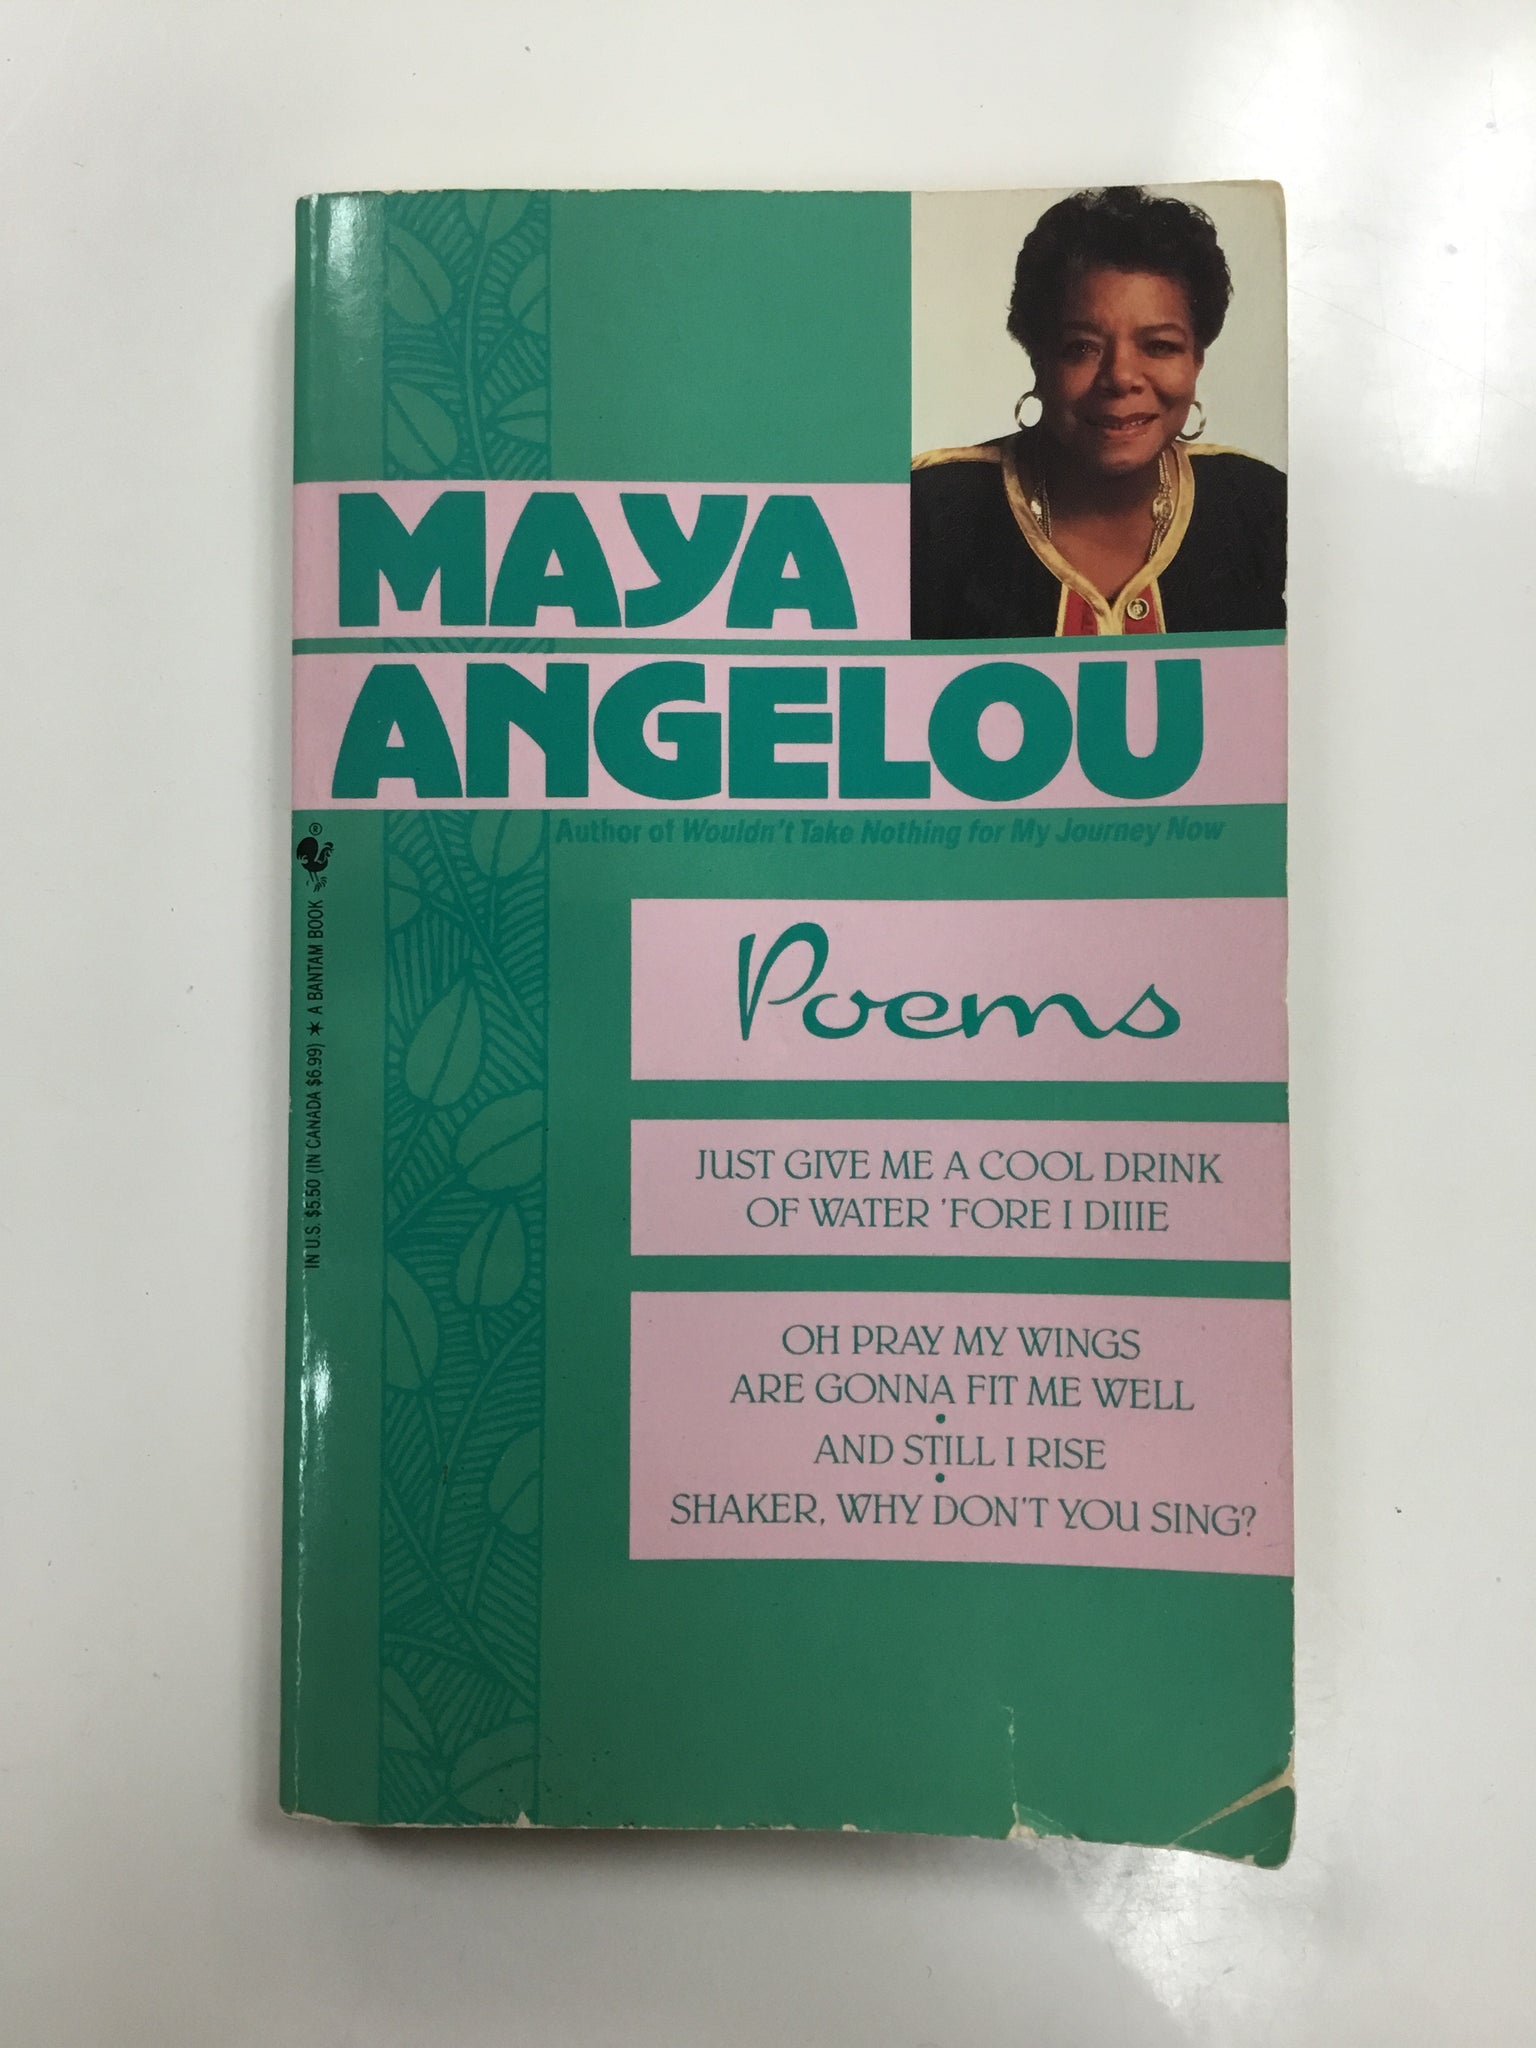 MAYA
ANGELOU
Author of Wouldn't Take Nothing for My Journey Now
Poems
JUST GIVE ME A COOL DRINK
OF WATER 'FORE I DIIIE
OH PRAY MY WINGS
ARE GONNA FIT ME WELL
•
AND STILL I RISE
•
SHAKER, WHY DON'T YOU SING?
IN U.S. $5.50 (IN CANADA $6.99) ★ A BANTAM BOOK ®